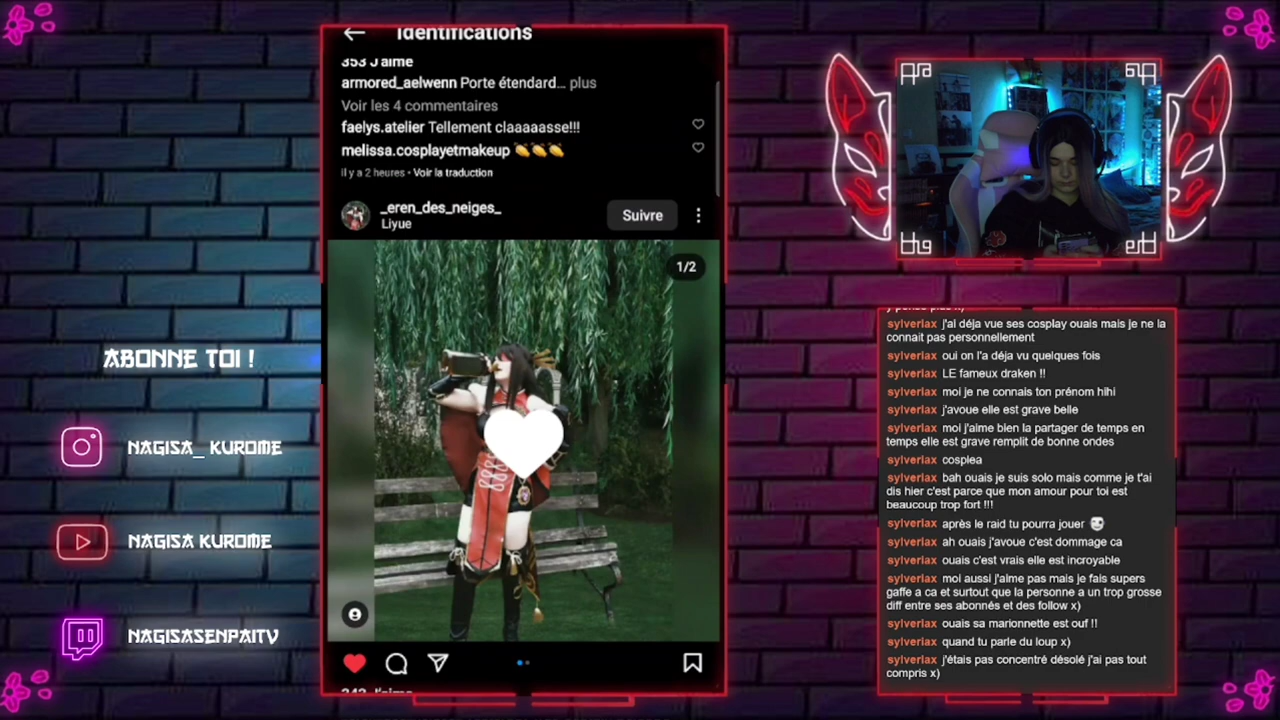 Identifications
353 J'aime
armored_aelwenn Porte étendard... plus
Voir les 4 commentaires
faelys.atelier Tellement claaaaasse!!!
melissa.cosplayetmakeup
il y a 2 heures • Voir la traduction
_eren_des_neiges_
Liyue
Suivre
1/2
343 J'aime
ABONNE TOI !
NAGISA_ KUROME
NAGISA KUROME
NAGISASENPAITV
sylveriax j'ai déja vue ses cosplay ouais mais je ne la
connait pas personnellement
sylveriax oui on l'a déja vu quelques fois
sylveriax LE fameux draken !!
sylveriax moi je ne connais ton prénom hihi
sylveriax j'avoue elle est grave belle
sylveriax moi j'aime bien la partager de temps en
temps elle est grave remplit de bonne ondes
sylveriax cosplea
sylveriax bah ouais je suis solo mais comme je t'ai
dis hier c'est parce que mon amour pour toi est
beaucoup trop fort !!!
sylveriax après le raid tu pourra jouer
sylveriax ah ouais j'avoue c'est dommage ca
sylveriax ouais c'est vrais elle est incroyable
sylveriax moi aussi j'aime pas mais je fais supers
gaffe a ca et surtout que la personne a un trop grosse
diff entre ses abonnés et des follow x)
sylveriax ouais sa marionnette est ouf !!
sylveriax quand tu parle du loup x)
sylveriax j'étais pas concentré désolé j'ai pas tout
compris x)